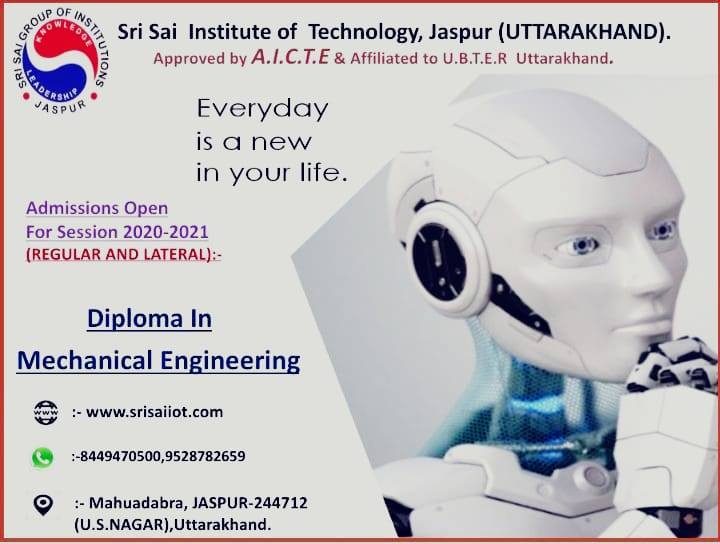 SRI SAI GROUP OF INSTITUTIONS
JASPUR
KNOWLEDGE
LEADERSHIP
Sri Sai Institute of Technology, Jaspur (UTTARAKHAND).
Approved by A.I.C.T.E & Affiliated to U.B.T.E.R Uttarakhand.
Everyday
is a new
in your life.
Admissions Open
For Session 2020-2021
(REGULAR AND LATERAL):-
Diploma In
Mechanical Engineering
:- www.srisaiiot.com
:-8449470500,9528782659
:- Mahuadabra, JASPUR-244712
(U.S.NAGAR),Uttarakhand.